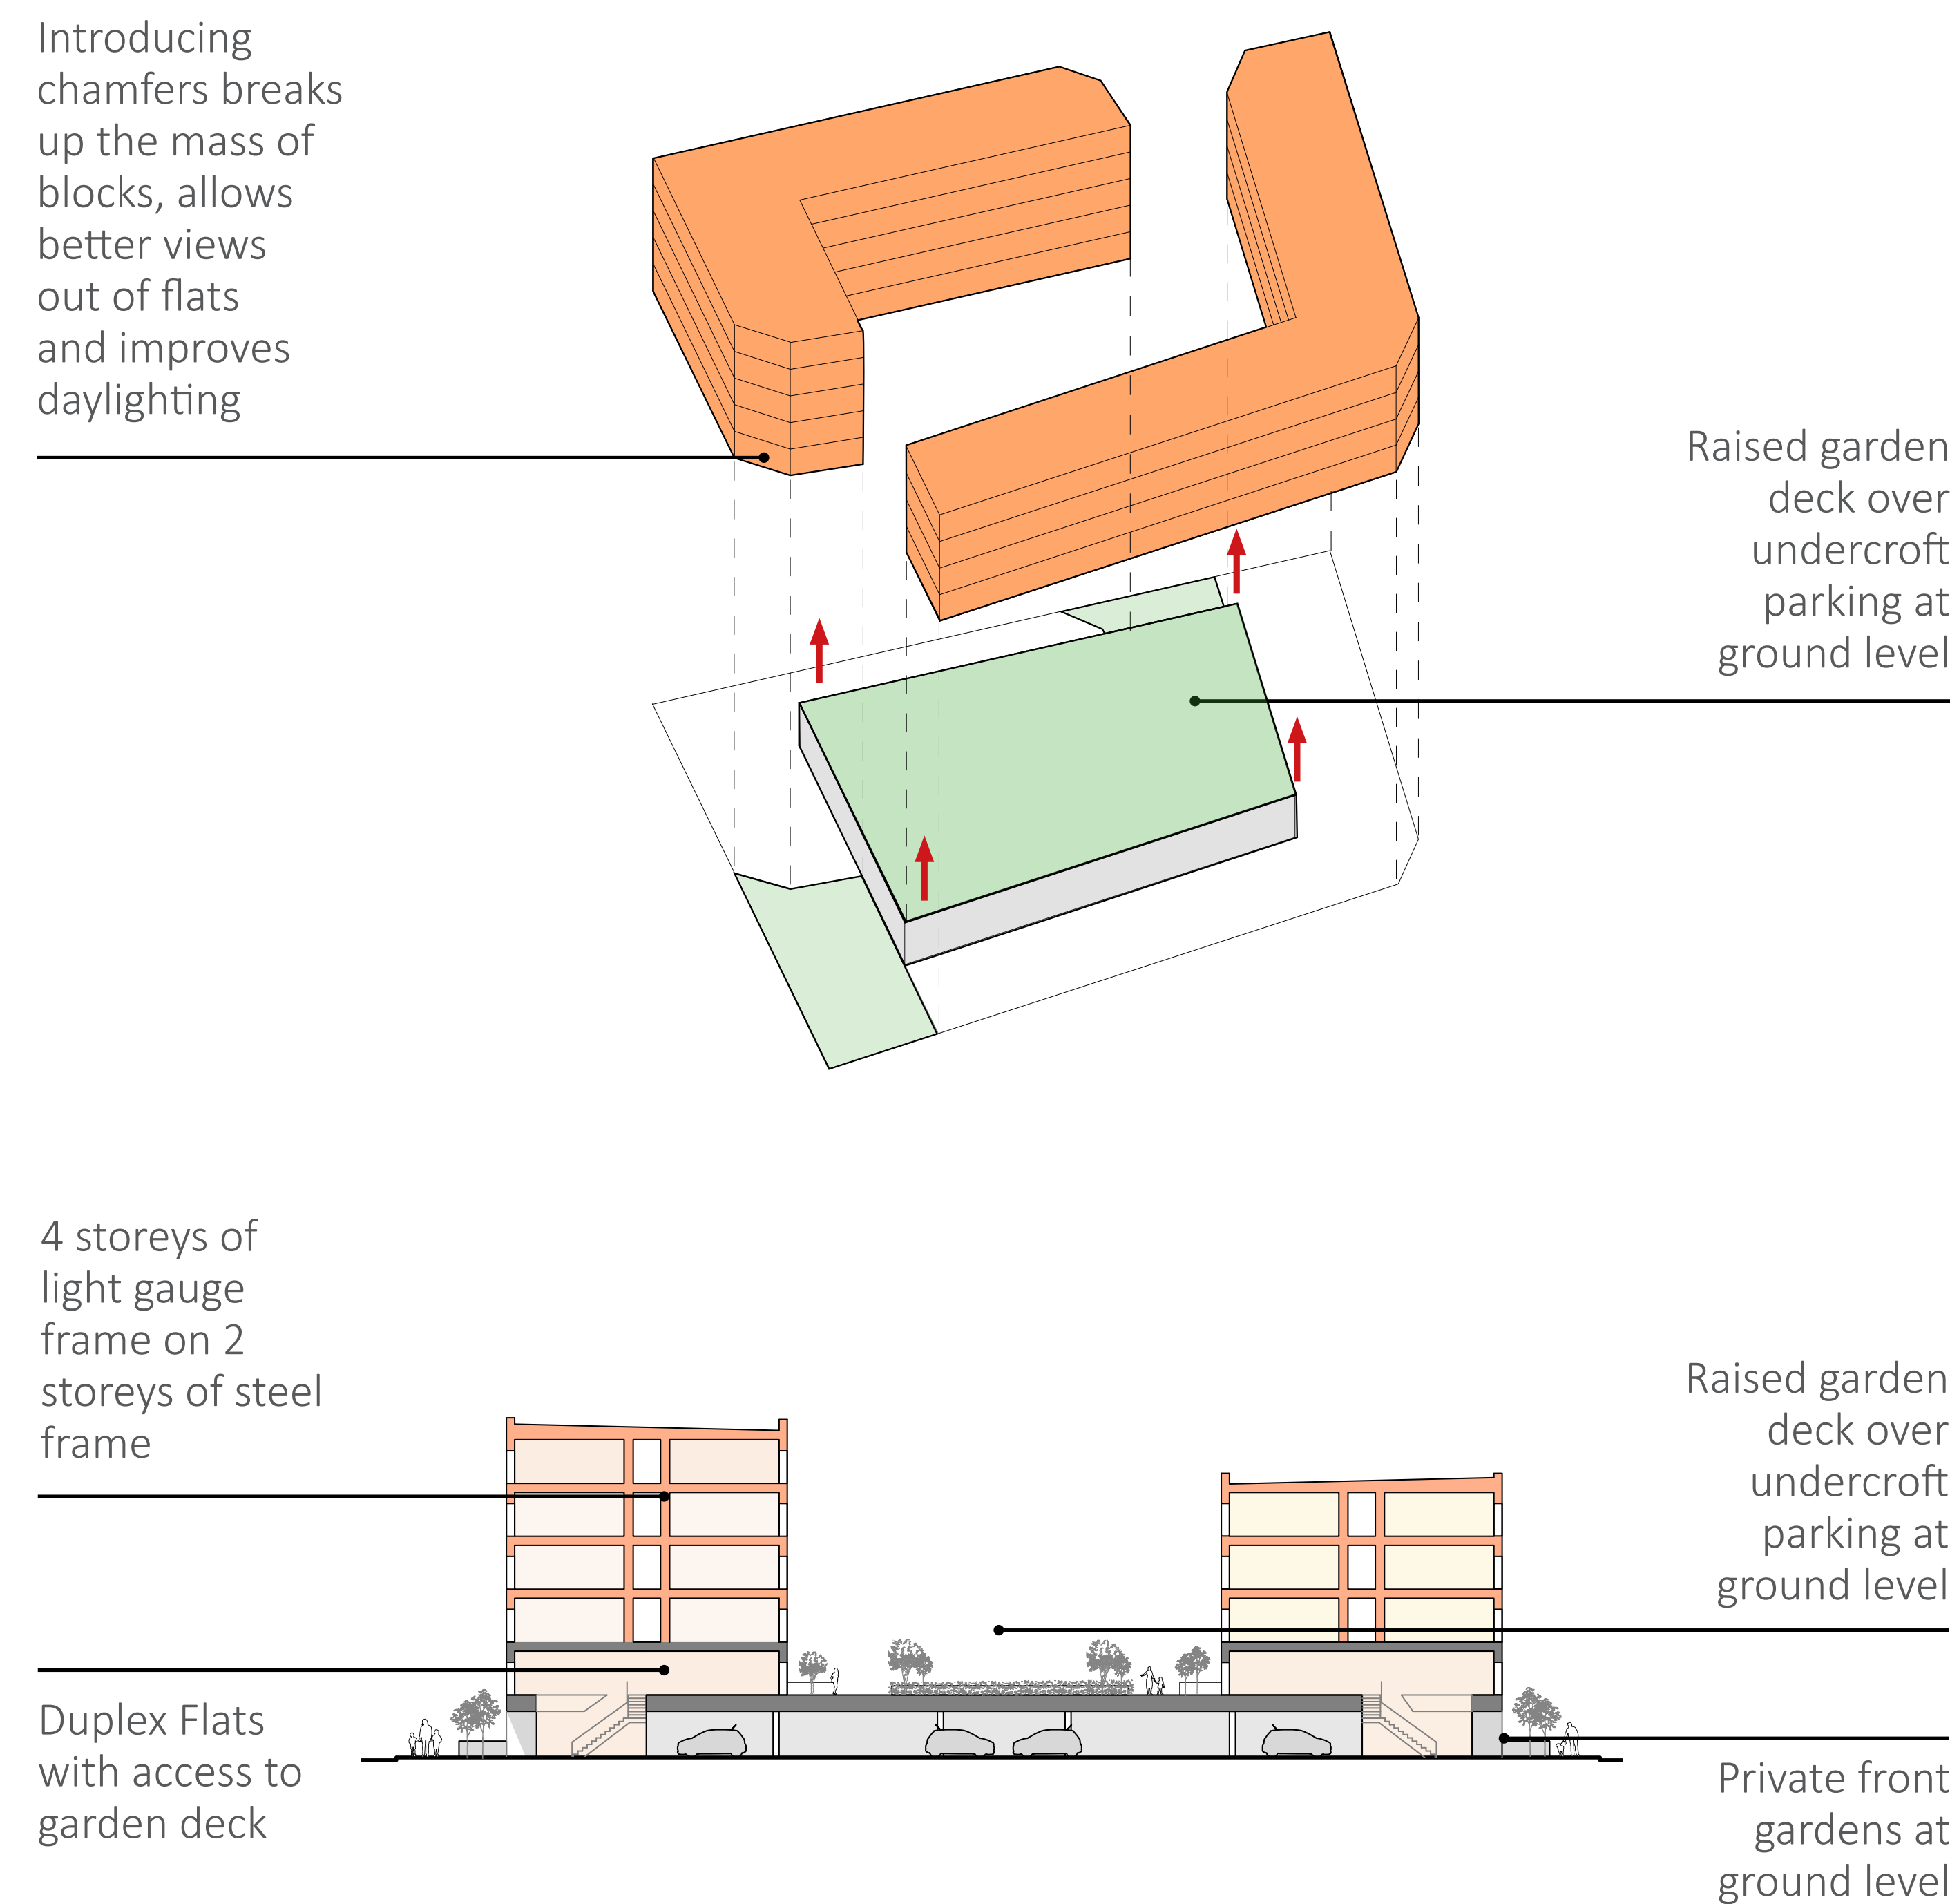 Introducing
chamfers breaks
up the mass of
blocks, allows
better views
out of flats
and improves
daylighting
Raised garden
deck over
undercroft
parking at
ground level
4 storeys of
light gauge
frame on 2
storeys of steel
frame
Raised garden
deck over
undercroft
parking at
ground level
Duplex Flats
with access to
garden deck
Private front
gardens at
ground level